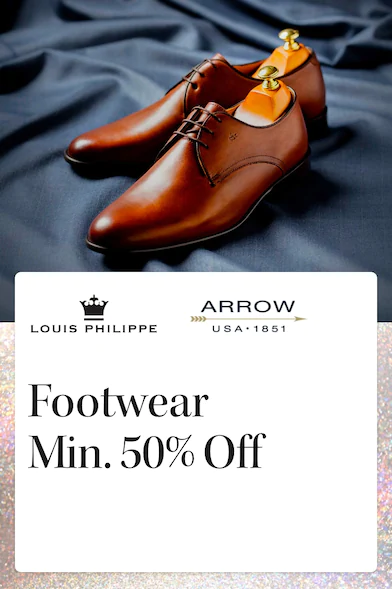 LOUIS PHILIPPE
ARROW
USA·1851
Footwear
Min. 50% Off